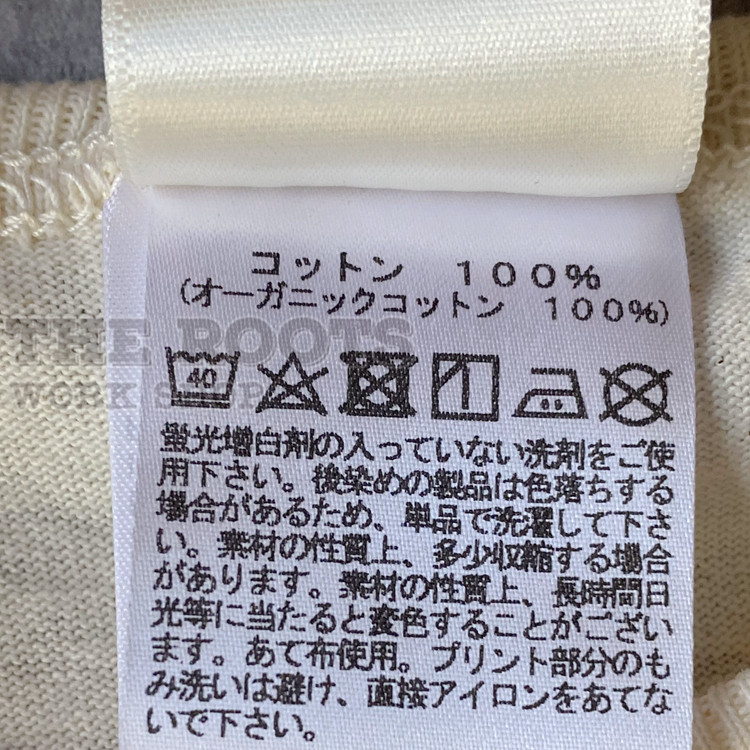 コットン １００％
（オーガニックコットン １００％）
THE ROOTS
WORK SHOP
40
蛍光増白剤の入っていない洗剤をご使
用下さい。後染めの製品は色落ちする
場合があるため、単品で洗濯して下さ
い。素材の性質上、多少収縮する場合
があります。素材の性質上、長時間日
光等に当たると変色することがござい
ます。あて布使用。プリント部分のも
み洗いは避け、直接アイロンをあてな
いで下さい。